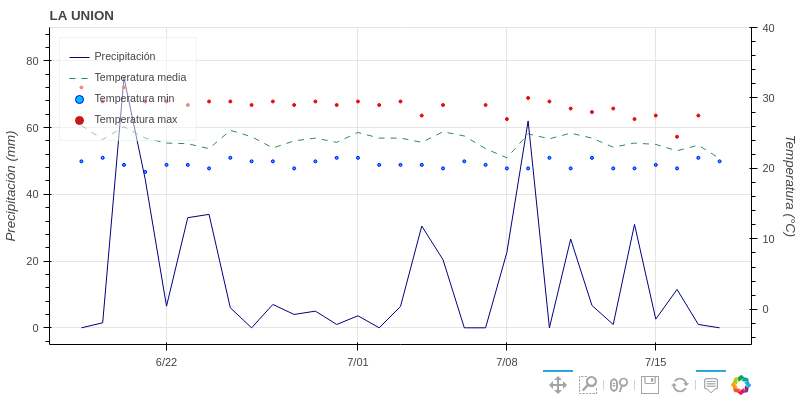 LA UNION
Precipitación
Temperatura media
Temperatura min
Temperatura max
Precipitación (mm)
80
60
40
20
0
Temperatura (°C)
40
30
20
10
0
6/22
7/01
7/08
7/15